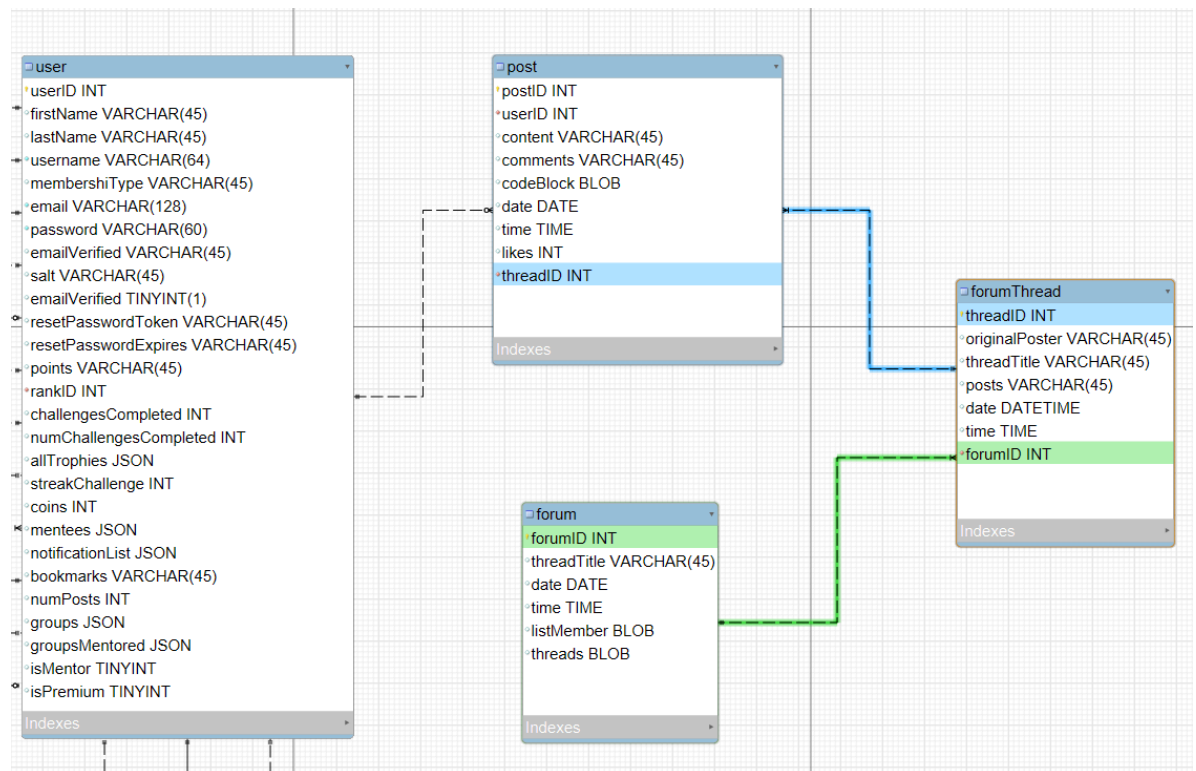 user
userID INT
firstName VARCHAR(45)
lastName VARCHAR(45)
username VARCHAR(64)
membershiType VARCHAR(45)
email VARCHAR(128)
password VARCHAR(60)
emailVerified VARCHAR(45)
salt VARCHAR(45)
emailVerified TINYINT(1)
resetPasswordToken VARCHAR(45)
resetPasswordExpires VARCHAR(45)
points VARCHAR(45)
rankID INT
challengesCompleted INT
numChallengesCompleted INT
allTrophies JSON
streakChallenge INT
coins INT
mentees JSON
notificationList JSON
bookmarks VARCHAR(45)
numPosts INT
groups JSON
groupsMentored JSON
isMentor TINYINT
isPremium TINYINT
Indexes
post
postID INT
userID INT
content VARCHAR(45)
comments VARCHAR(45)
codeBlock BLOB
date DATE
time TIME
likes INT
threadID INT
Indexes
forumThread
threadID INT
originalPoster VARCHAR(45)
threadTitle VARCHAR(45)
posts VARCHAR(45)
date DATETIME
time TIME
forumID INT
Indexes
forum
forumID INT
threadTitle VARCHAR(45)
date DATE
time TIME
listMember BLOB
threads BLOB
Indexes